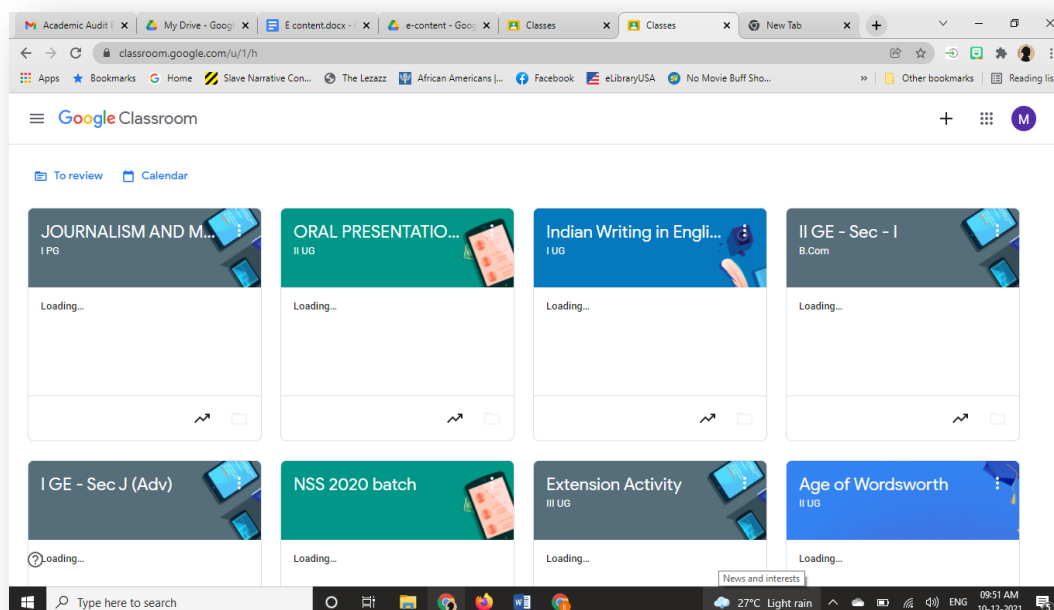 Academic Audit E
My Drive - Googl
E content.docx -
e-content - Goog
Classes
Classes
New Tab
classroom.google.com/u/1/h
Apps Bookmarks Home Slave Narrative Con... The Lezazz African Americans |... Facebook eLibraryUSA No Movie Buff Sho... » Other bookmarks Reading lis
Google Classroom
M
To review Calendar
JOURNALISM AND M...
I PG
Loading...
ORAL PRESENTATIO...
II UG
Loading...
Indian Writing in Engli...
I UG
Loading...
II GE - Sec - I
B.Com
Loading...
I GE - Sec J (Adv)
Loading...
NSS 2020 batch
Loading...
Extension Activity
III UG
Loading...
Age of Wordsworth
II UG
Loading...
News and interests
Type here to search
27°C Light rain
ENG
09:51 AM
10-12-2021